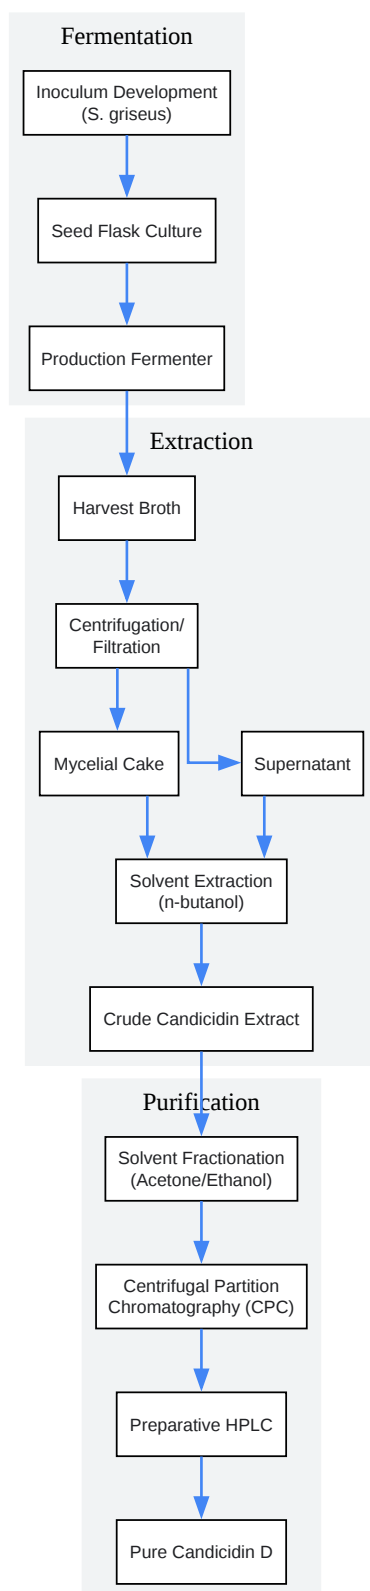 Fermentation
Inoculum Development
(S. griseus)
Seed Flask Culture
Production Fermenter
Extraction
Harvest Broth
Centrifugation/
Filtration
Mycelial Cake
Supernatant
Solvent Extraction
(n-butanol)
Crude Candicidin Extract
Purification
Solvent Fractionation
(Acetone/Ethanol)
Centrifugal Partition
Chromatography (CPC)
Preparative HPLC
Pure Candicidin D